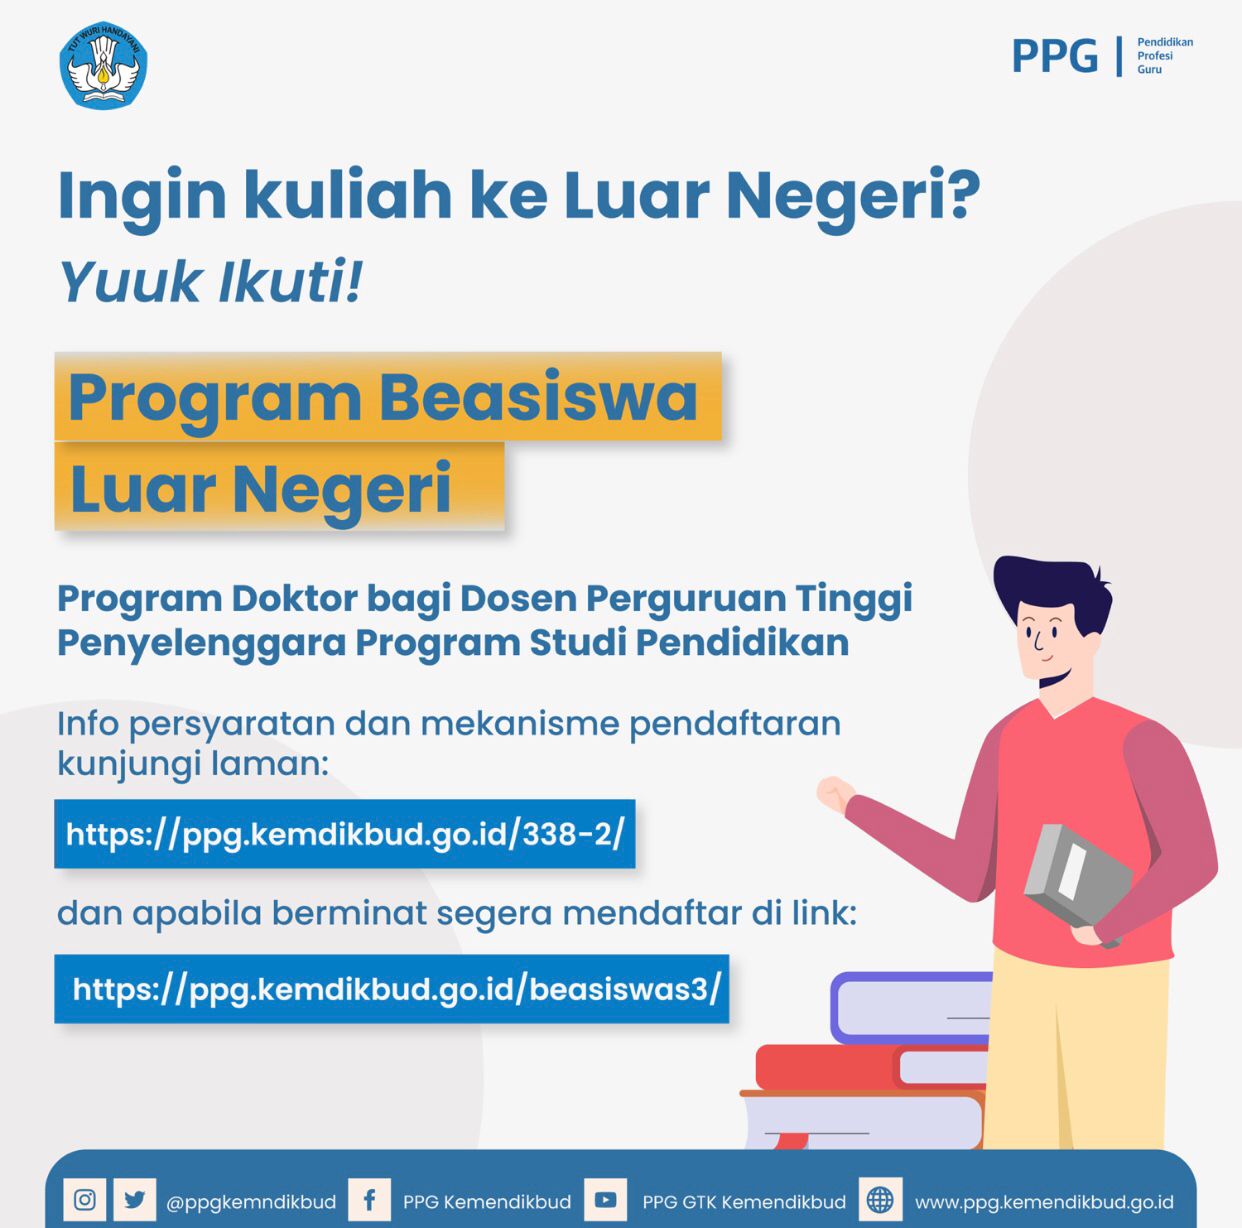 TUT WURI HANDAYANI
PPG
Pendidikan
Profesi
Guru
Ingin kuliah ke Luar Negeri?
Yuuk Ikuti!
Program Beasiswa
Luar Negeri
Program Doktor bagi Dosen Perguruan Tinggi
Penyelenggara Program Studi Pendidikan
Info persyaratan dan mekanisme pendaftaran
kunjungi laman:
https://ppg.kemdikbud.go.id/338-2/
dan apabila berminat segera mendaftar di link:
https://ppg.kemdikbud.go.id/beasiswas3/
@ppgkemndikbud PPG Kemendikbud PPG GTK Kemendikbud www.ppg.kemendikbud.go.id